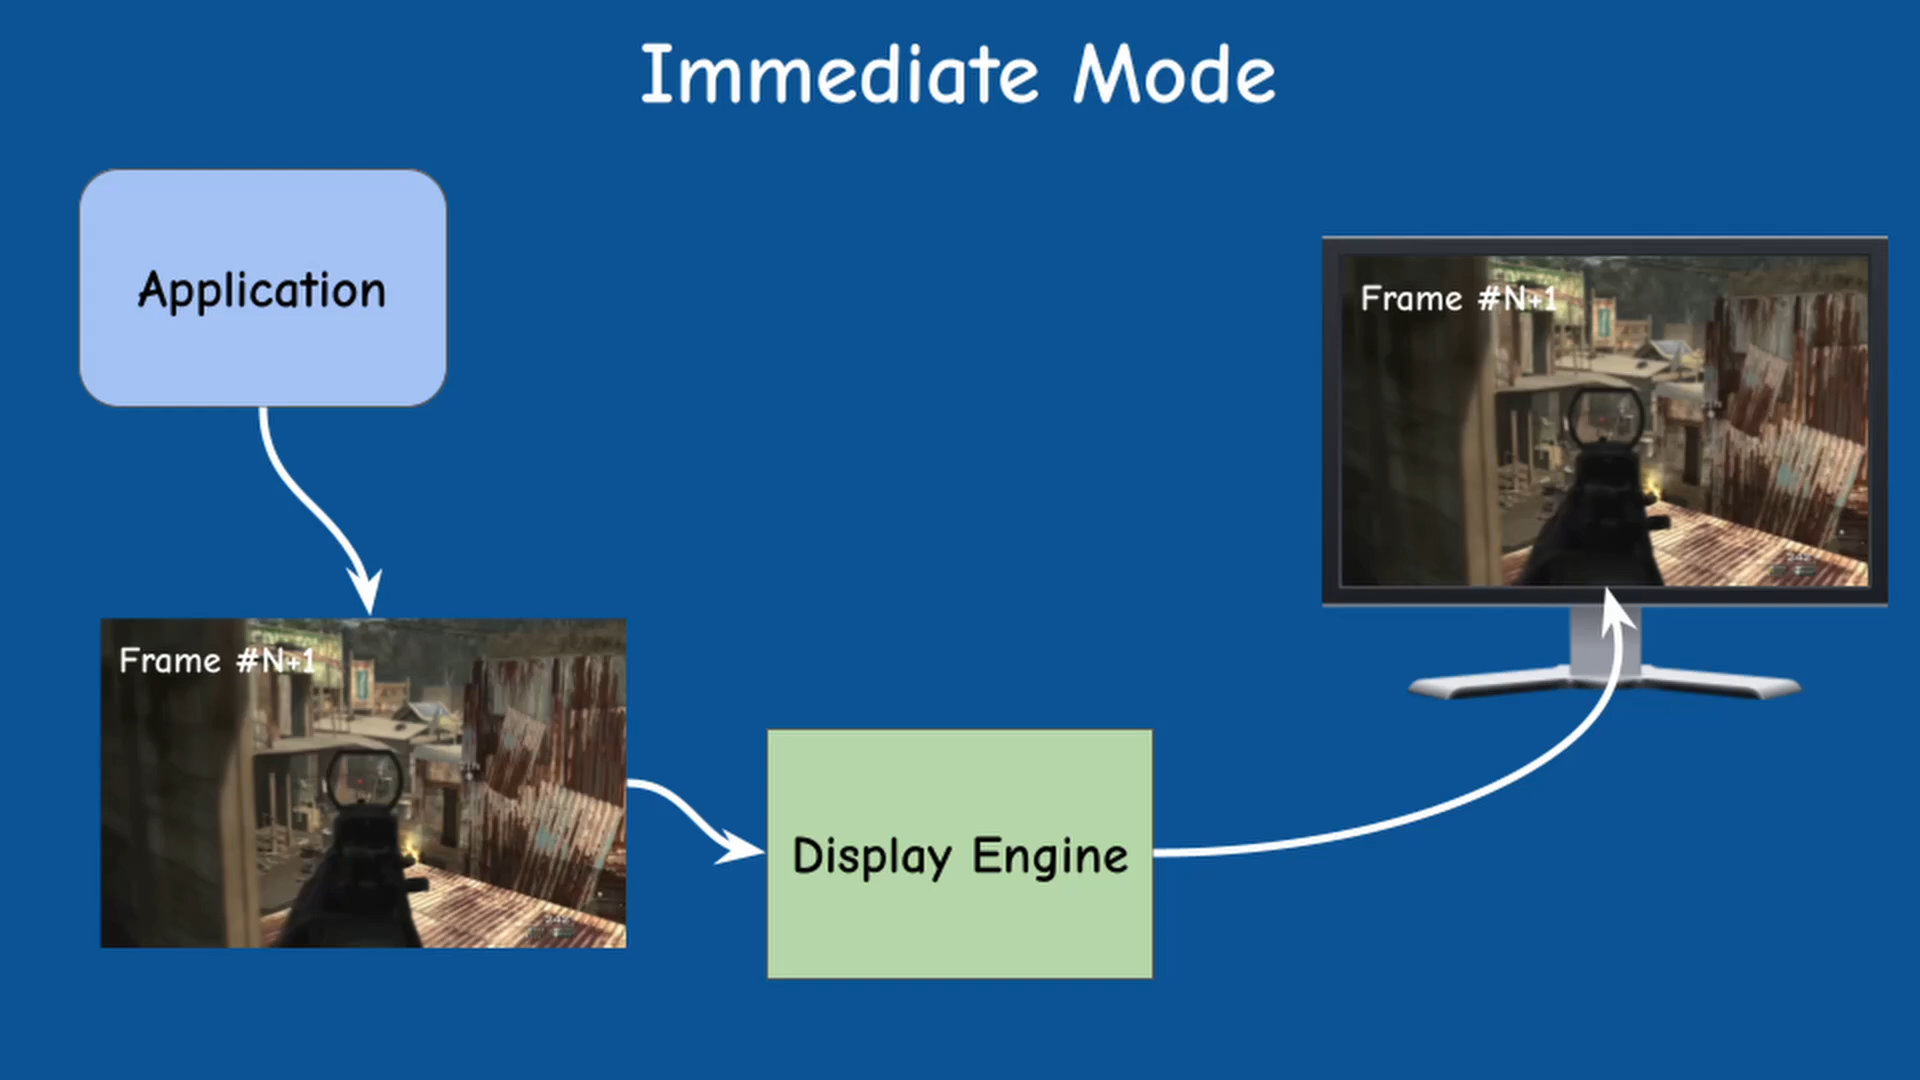 Immediate Mode
Application
Frame #N+1
Frame #N+1
Display Engine